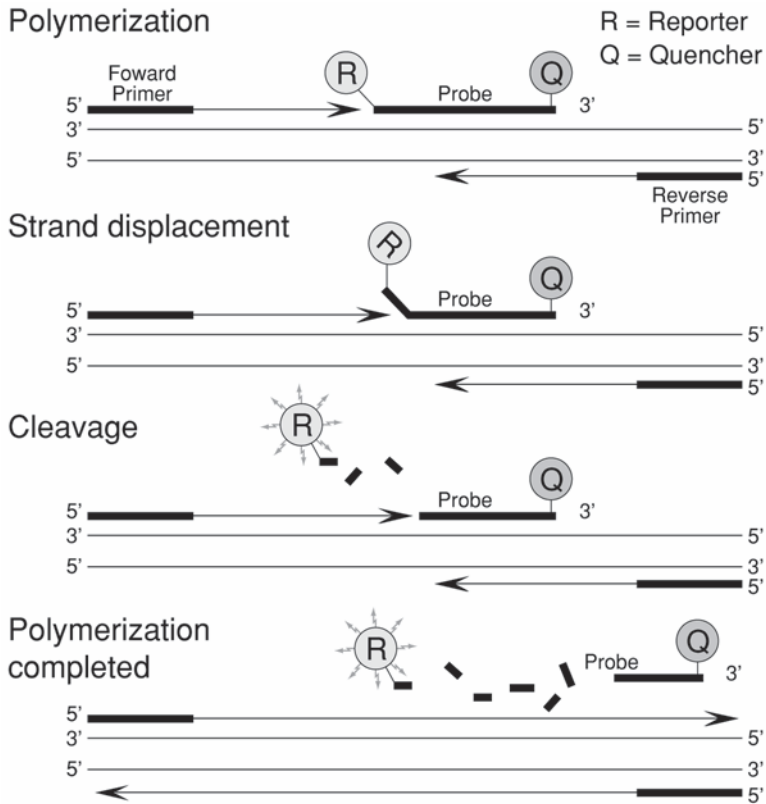 Polymerization
R = Reporter
Q = Quencher
Foward
Primer
R
Q
Probe
5' 3'
3' 5'
5' 3'
5'
Reverse
Primer
Strand displacement
R
Q
Probe
5' 3'
3' 5'
5' 3'
5'
Cleavage
R
Q
Probe
5' 3'
3' 5'
5' 3'
5'
Polymerization
completed
R
Q
Probe
3'
5'
3' 5'
5' 3'
5'